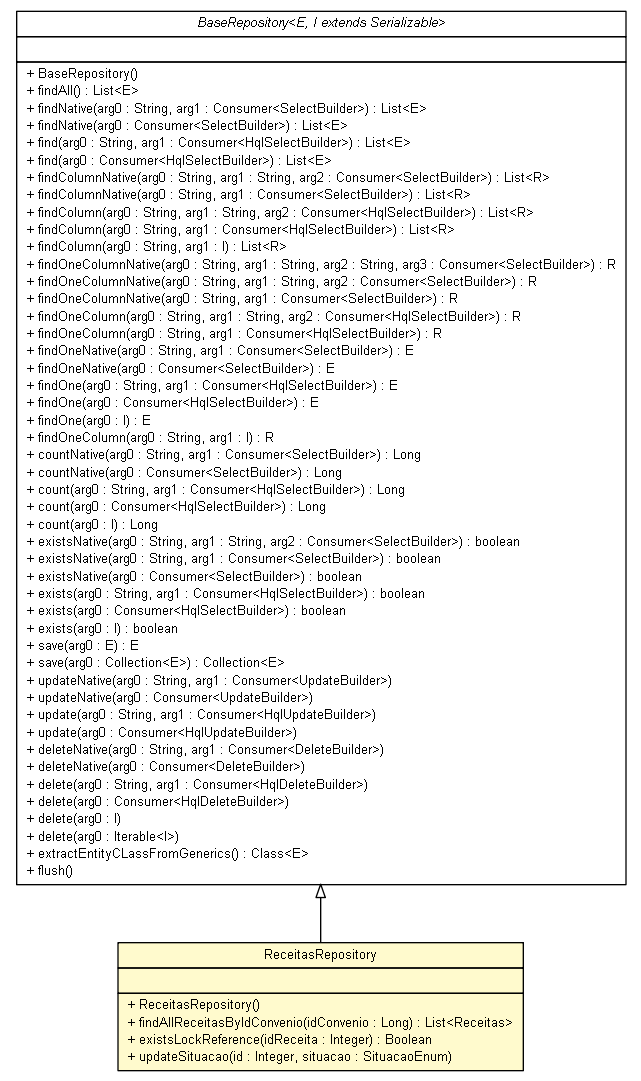 BaseRepository<E, I extends Serializable>
+ BaseRepository()
+ findAll() : List<E>
+ findNative(arg0 : String, arg1 : Consumer<SelectBuilder>) : List<E>
+ findNative(arg0 : Consumer<SelectBuilder>) : List<E>
+ find(arg0 : String, arg1 : Consumer<HqlSelectBuilder>) : List<E>
+ find(arg0 : Consumer<HqlSelectBuilder>) : List<E>
+ findColumnNative(arg0 : String, arg1 : String, arg2 : Consumer<SelectBuilder>) : List<R>
+ findColumnNative(arg0 : String, arg1 : Consumer<SelectBuilder>) : List<R>
+ findColumn(arg0 : String, arg1 : String, arg2 : Consumer<HqlSelectBuilder>) : List<R>
+ findColumn(arg0 : String, arg1 : Consumer<HqlSelectBuilder>) : List<R>
+ findColumn(arg0 : String, arg1 : I) : List<R>
+ findOneColumnNative(arg0 : String, arg1 : String, arg2 : String, arg3 : Consumer<SelectBuilder>) : R
+ findOneColumnNative(arg0 : String, arg1 : String, arg2 : Consumer<SelectBuilder>) : R
+ findOneColumnNative(arg0 : String, arg1 : Consumer<SelectBuilder>) : R
+ findOneColumn(arg0 : String, arg1 : String, arg2 : Consumer<HqlSelectBuilder>) : R
+ findOneColumn(arg0 : String, arg1 : Consumer<HqlSelectBuilder>) : R
+ findOneNative(arg0 : String, arg1 : Consumer<SelectBuilder>) : E
+ findOneNative(arg0 : Consumer<SelectBuilder>) : E
+ findOne(arg0 : String, arg1 : Consumer<HqlSelectBuilder>) : E
+ findOne(arg0 : Consumer<HqlSelectBuilder>) : E
+ findOne(arg0 : I) : E
+ findOneColumn(arg0 : String, arg1 : I) : R
+ countNative(arg0 : String, arg1 : Consumer<SelectBuilder>) : Long
+ countNative(arg0 : Consumer<SelectBuilder>) : Long
+ count(arg0 : String, arg1 : Consumer<HqlSelectBuilder>) : Long
+ count(arg0 : Consumer<HqlSelectBuilder>) : Long
+ count(arg0 : I) : Long
+ existsNative(arg0 : String, arg1 : String, arg2 : Consumer<SelectBuilder>) : boolean
+ existsNative(arg0 : String, arg1 : Consumer<SelectBuilder>) : boolean
+ existsNative(arg0 : Consumer<SelectBuilder>) : boolean
+ exists(arg0 : String, arg1 : Consumer<HqlSelectBuilder>) : boolean
+ exists(arg0 : Consumer<HqlSelectBuilder>) : boolean
+ exists(arg0 : I) : boolean
+ save(arg0 : E) : E
+ save(arg0 : Collection<E>) : Collection<E>
+ updateNative(arg0 : String, arg1 : Consumer<UpdateBuilder>)
+ updateNative(arg0 : Consumer<UpdateBuilder>)
+ update(arg0 : String, arg1 : Consumer<HqlUpdateBuilder>)
+ update(arg0 : Consumer<HqlUpdateBuilder>)
+ deleteNative(arg0 : String, arg1 : Consumer<DeleteBuilder>)
+ deleteNative(arg0 : Consumer<DeleteBuilder>)
+ delete(arg0 : String, arg1 : Consumer<HqlDeleteBuilder>)
+ delete(arg0 : Consumer<HqlDeleteBuilder>)
+ delete(arg0 : I)
+ delete(arg0 : Iterable<I>)
+ extractEntityCLassFromGenerics() : Class<E>
+ flush()
ReceitasRepository
+ ReceitasRepository()
+ findAllReceitasByIdConvenio(idConvenio : Long) : List<Receitas>
+ existsLockReference(idReceita : Integer) : Boolean
+ updateSituacao(id : Integer, situacao : SituacaoEnum)